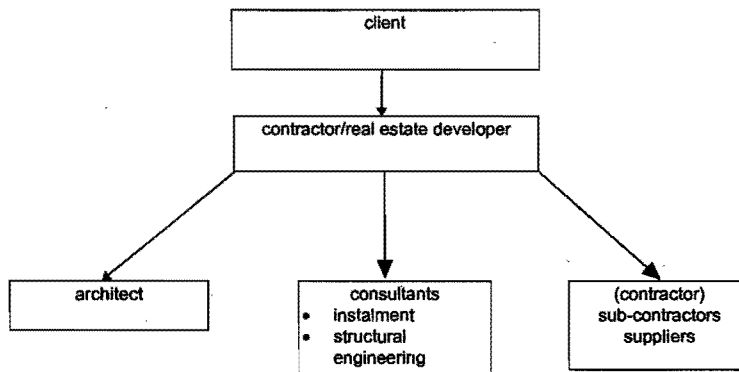 client
contractor/real estate developer
architect
consultants
• instalment
• structural
engineering
(contractor)
sub-contractors
suppliers